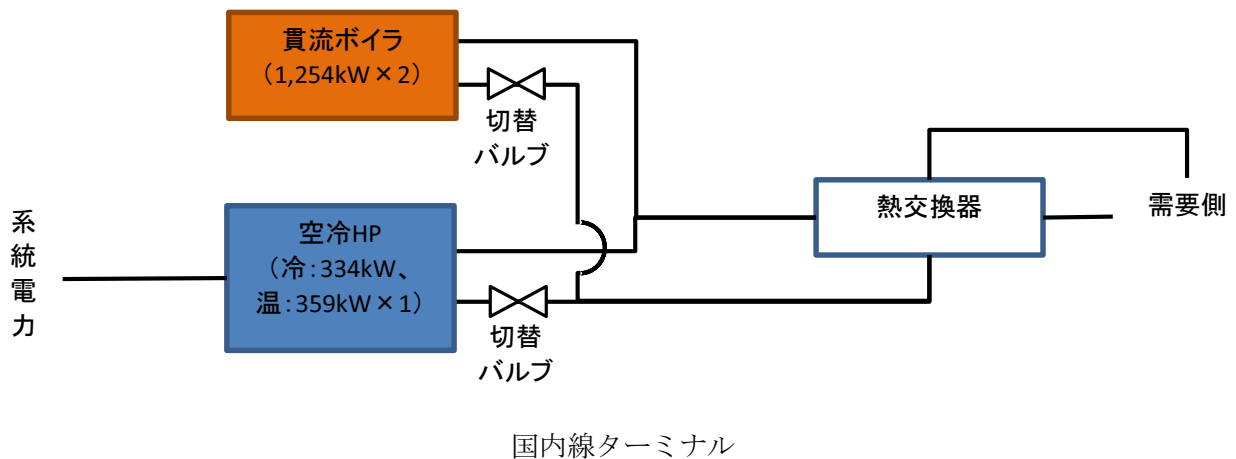 貫流ボイラ
（1,254kW×2）
切替
バルブ
系統電力
空冷HP
（冷：334kW、
温：359kW×1）
切替
バルブ
熱交換器
需要側
国内線ターミナル